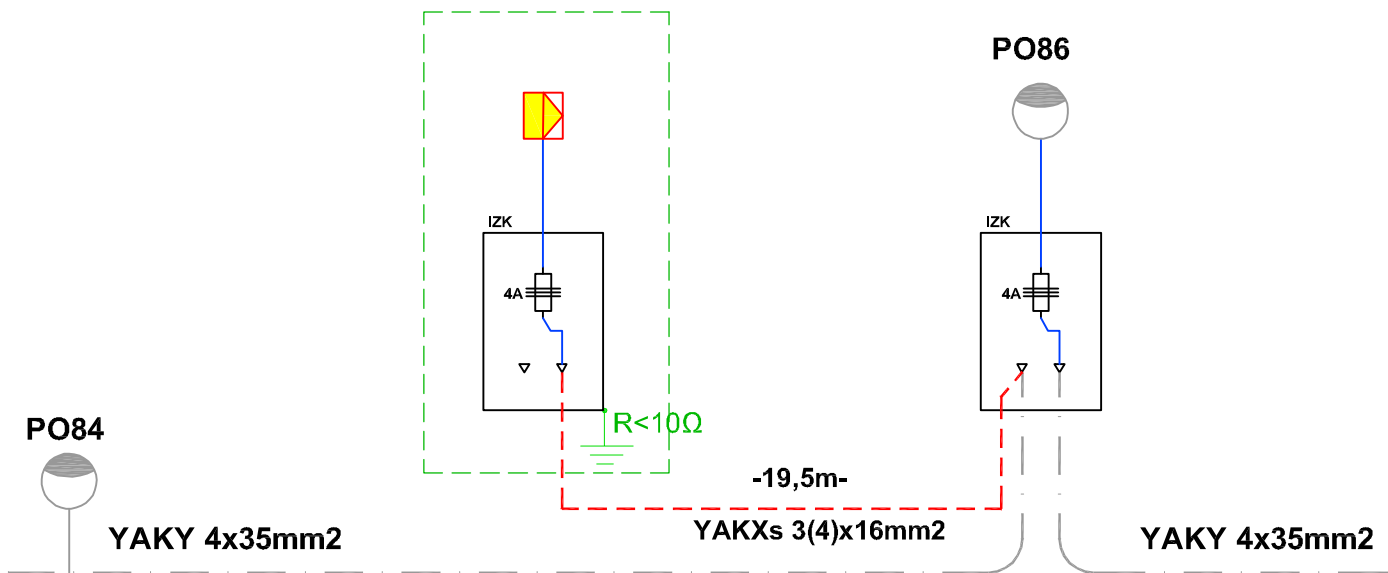 PO86
IZK
IZK
4A
4A
R<10Ω
PO84
-19,5m-
YAKXs 3(4)x16mm2
YAKY 4x35mm2
YAKY 4x35mm2